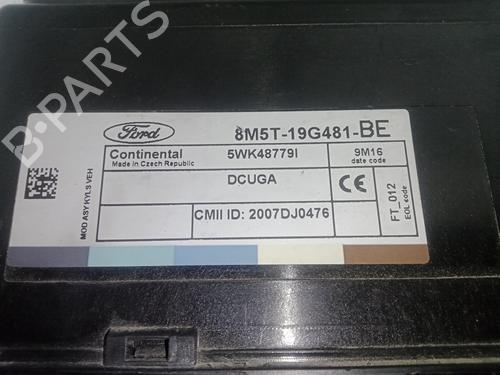 Ford
8M5T-19G481-BE
Continental
Made in Czech Republic
5WK48779I
9M16
date code
DCUGA
CE
CMII ID: 2007DJ0476
FT_012
EOL code
MOD ASY KYLS VEH
B-PARTS